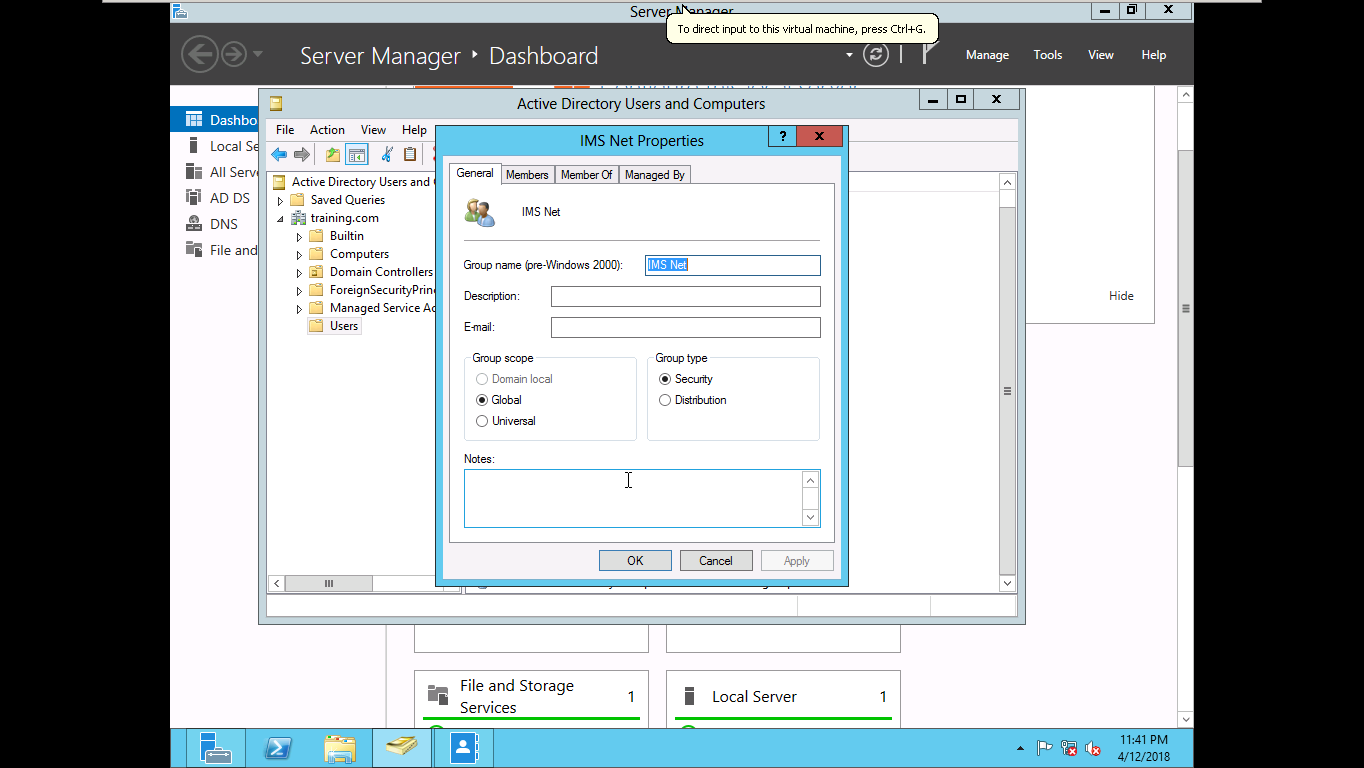 Server Manager
To direct input to this virtual machine, press Ctrl+G.
Server Manager ‣ Dashboard
Manage Tools View Help
Dashbo
Local Se
All Serve
AD DS
DNS
File and
Active Directory Users and Computers
File Action View Help
Active Directory Users and
Saved Queries
training.com
Builtin
Computers
Domain Controllers
ForeignSecurityPrinc
Managed Service Ac
Users
IMS Net Properties
General Members Member Of Managed By
IMS Net
Group name (pre-Windows 2000): IMS Net
Description:
E-mail:
Group scope
Domain local
Global
Universal
Group type
Security
Distribution
Notes:
OK Cancel Apply
Hide
File and Storage Services 1
Local Server 1
11:41 PM
4/12/2018